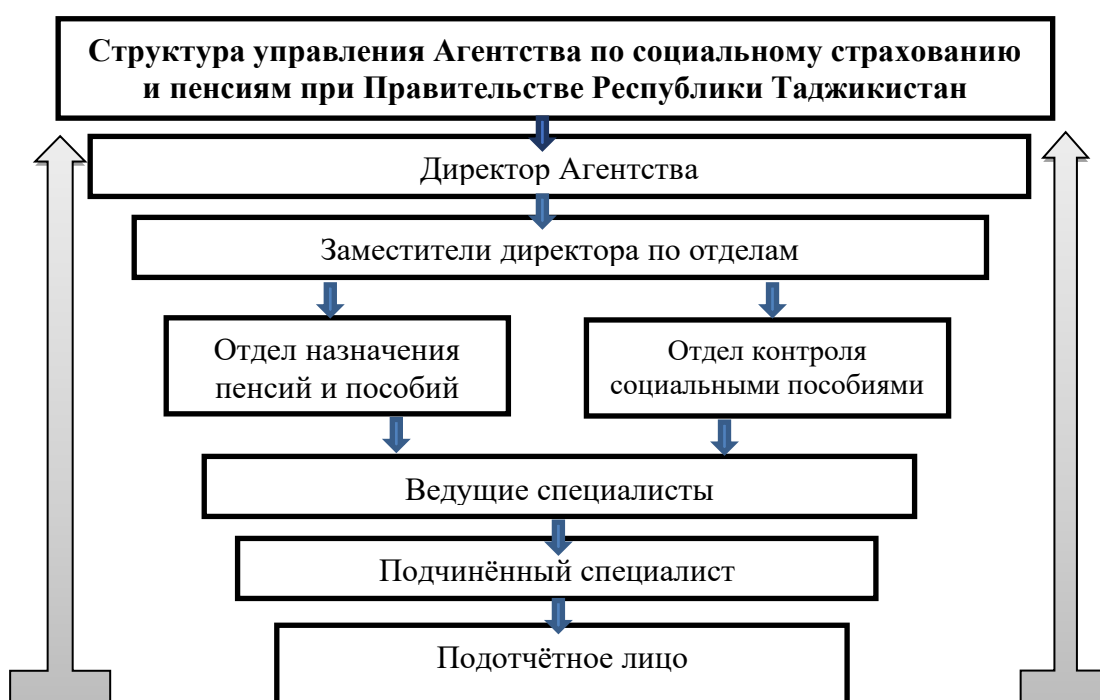 Структура управления Агентства по социальному страхованию
и пенсиям при Правительстве Республики Таджикистан
Директор Агентства
Заместители директора по отделам
Отдел назначения
пенсий и пособий
Отдел контроля
социальными пособиями
Ведущие специалисты
Подчинённый специалист
Подотчётное лицо